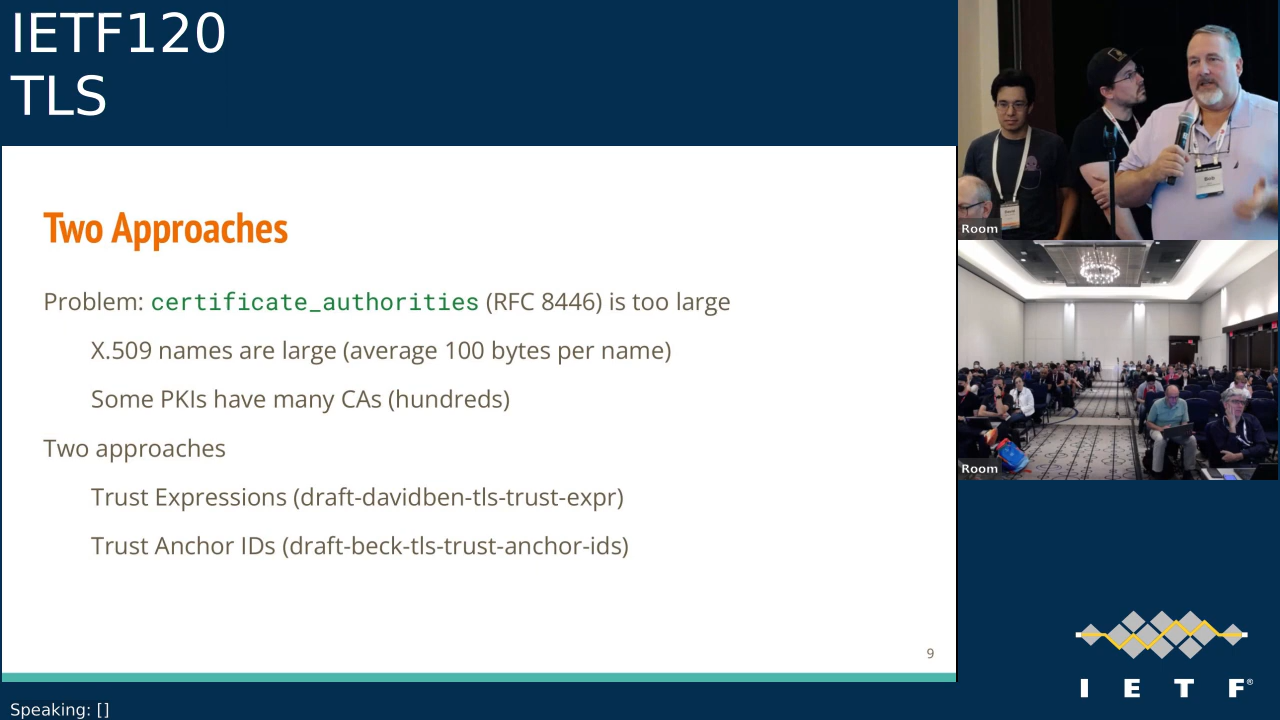 IETF120
TLS
Two Approaches
Problem: certificate_authorities (RFC 8446) is too large
X.509 names are large (average 100 bytes per name)
Some PKIs have many CAs (hundreds)
Two approaches
Trust Expressions (draft-davidben-tls-trust-expr)
Trust Anchor IDs (draft-beck-tls-trust-anchor-ids)
9
Speaking: []
Room
Room
I E T F®